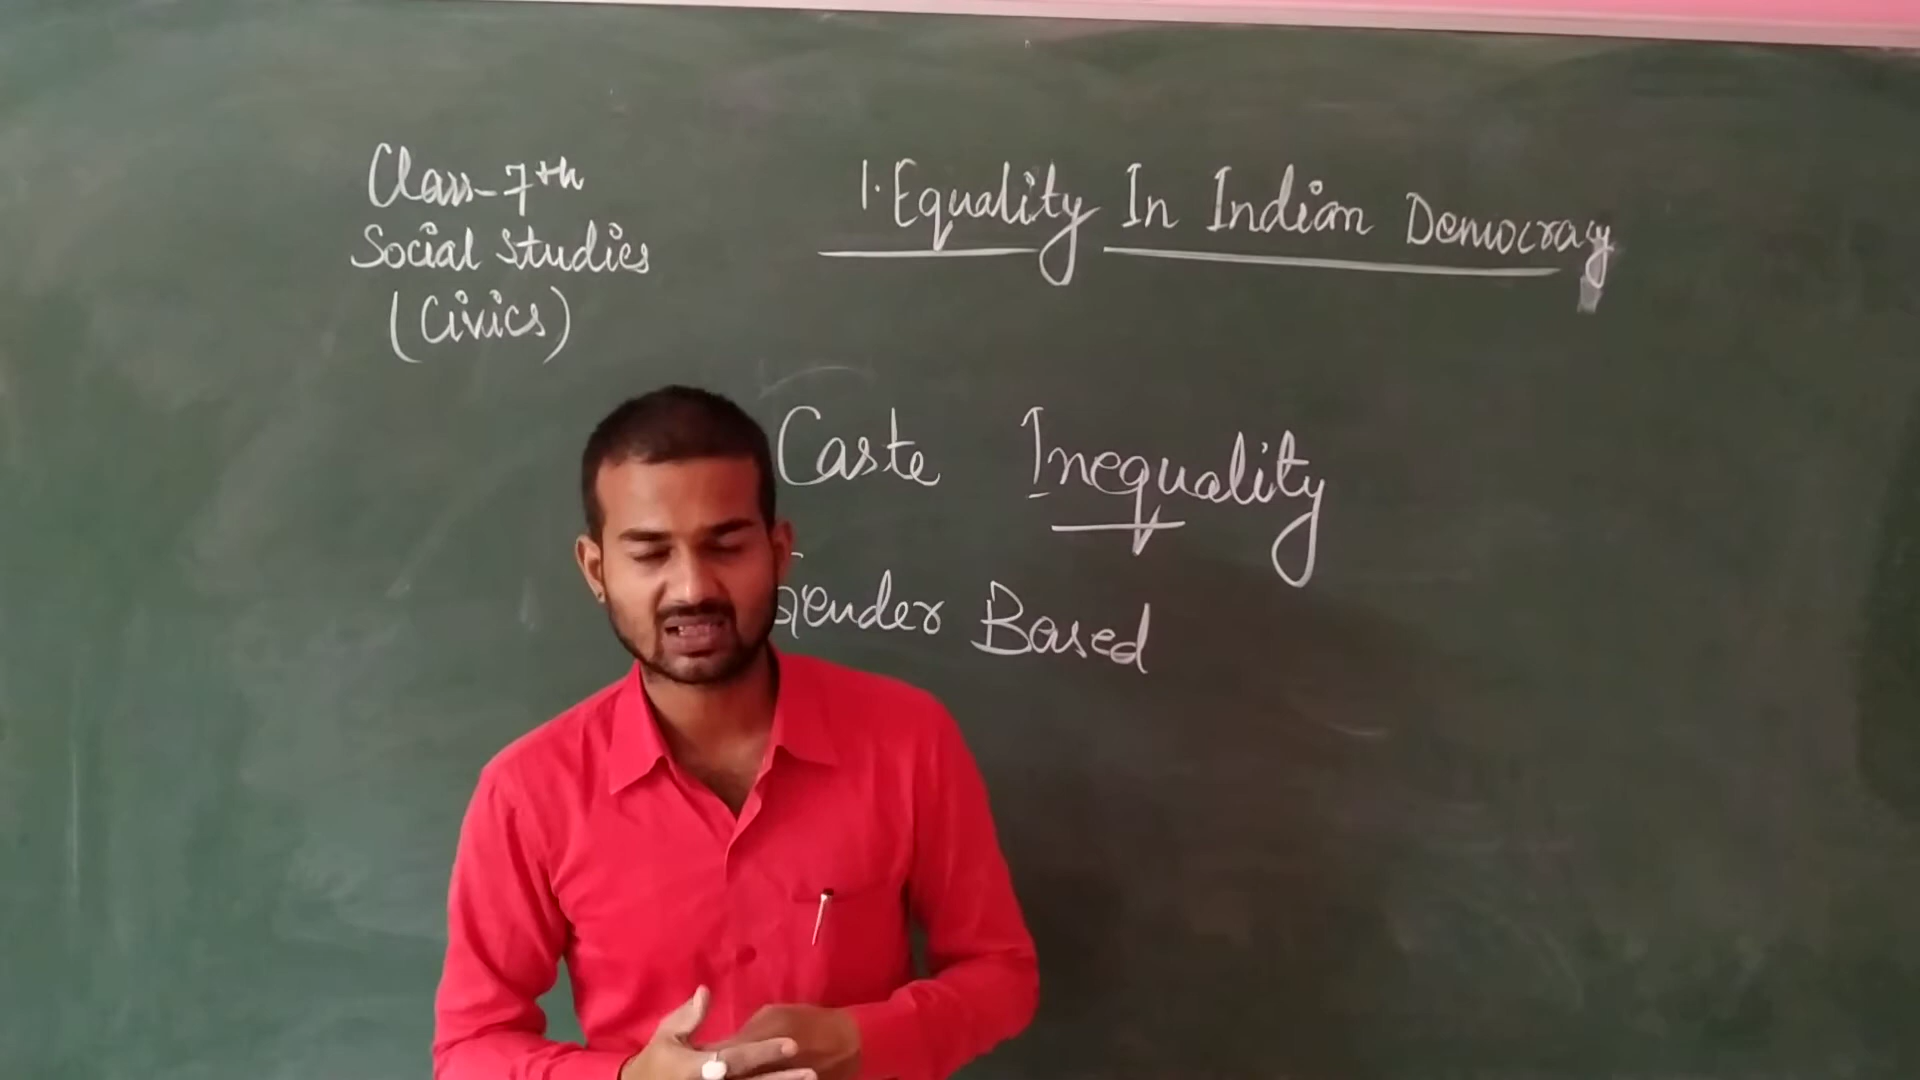 Class-7th
Social Studies
(Civics)
1. Equality In Indian Democracy
Caste Inequality
Gender Based